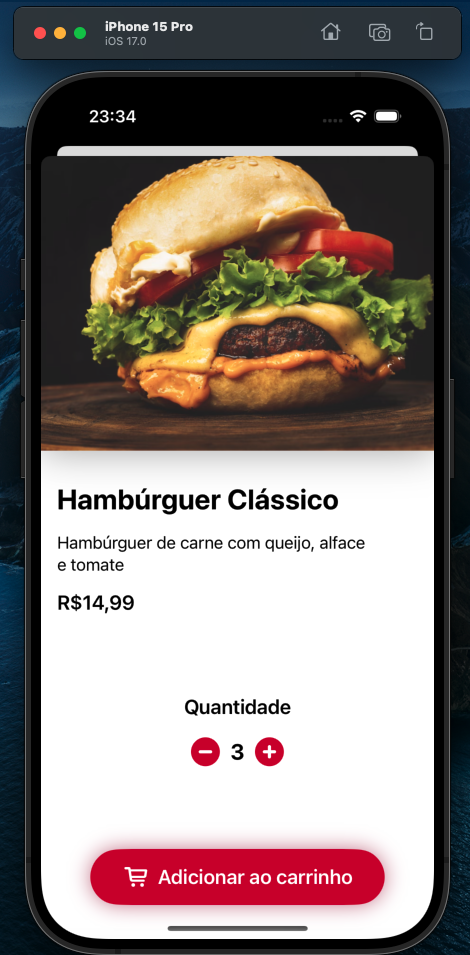 iPhone 15 Pro
iOS 17.0
23:34
Hambúrguer Clássico
Hambúrguer de carne com queijo, alface
e tomate
R$14,99
Quantidade
3
Adicionar ao carrinho